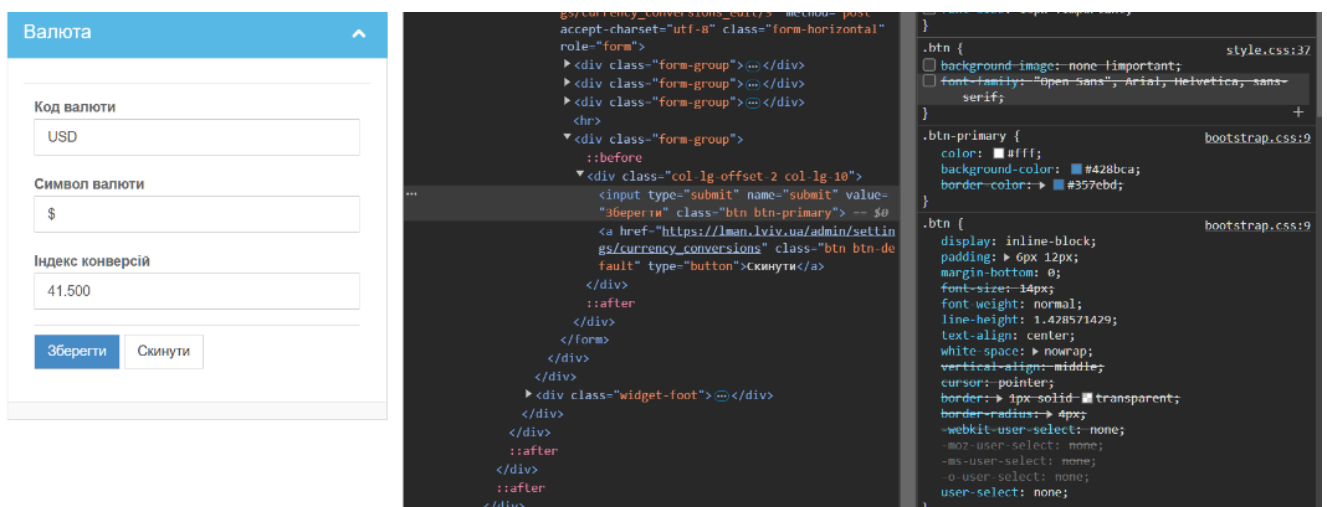 Валюта
Код валюти
USD
Символ валюти
$
Індекс конверсій
41.500
Зберегти
Скинути
gs/currency_conversions_edit/3" method="post"
accept-charset="utf-8" class="form-horizontal"
role="form">
<div class="form-group">…</div>
<div class="form-group">…</div>
<div class="form-group">…</div>
<hr>
<div class="form-group">
::before
<div class="col-lg-offset-2 col-lg-10">
<input type="submit" name="submit" value=
"Зберегти" class="btn btn-primary"> == $0
<a href="https://lman.lviv.ua/admin/settin
gs/currency_conversions" class="btn btn-de
fault" type="button">Скинути</a>
</div>
::after
</div>
</form>
</div>
</div>
<div class="widget-foot">…</div>
</div>
</div>
::after
</div>
::after
</div>
}
.btn { style.css:37
background-image: none !important;
font-family: "Open Sans", Arial, Helvetica, sans-
serif;
}
.btn-primary { bootstrap.css:9
color: #fff;
background-color: #428bca;
border-color: #357ebd;
}
.btn { bootstrap.css:9
display: inline-block;
padding: 6px 12px;
margin-bottom: 0;
font-size: 14px;
font-weight: normal;
line-height: 1.428571429;
text-align: center;
white-space: nowrap;
vertical-align: middle;
cursor: pointer;
border: 1px solid transparent;
border-radius: 4px;
-webkit-user-select: none;
-moz-user-select: none;
-ms-user-select: none;
-o-user-select: none;
user-select: none;